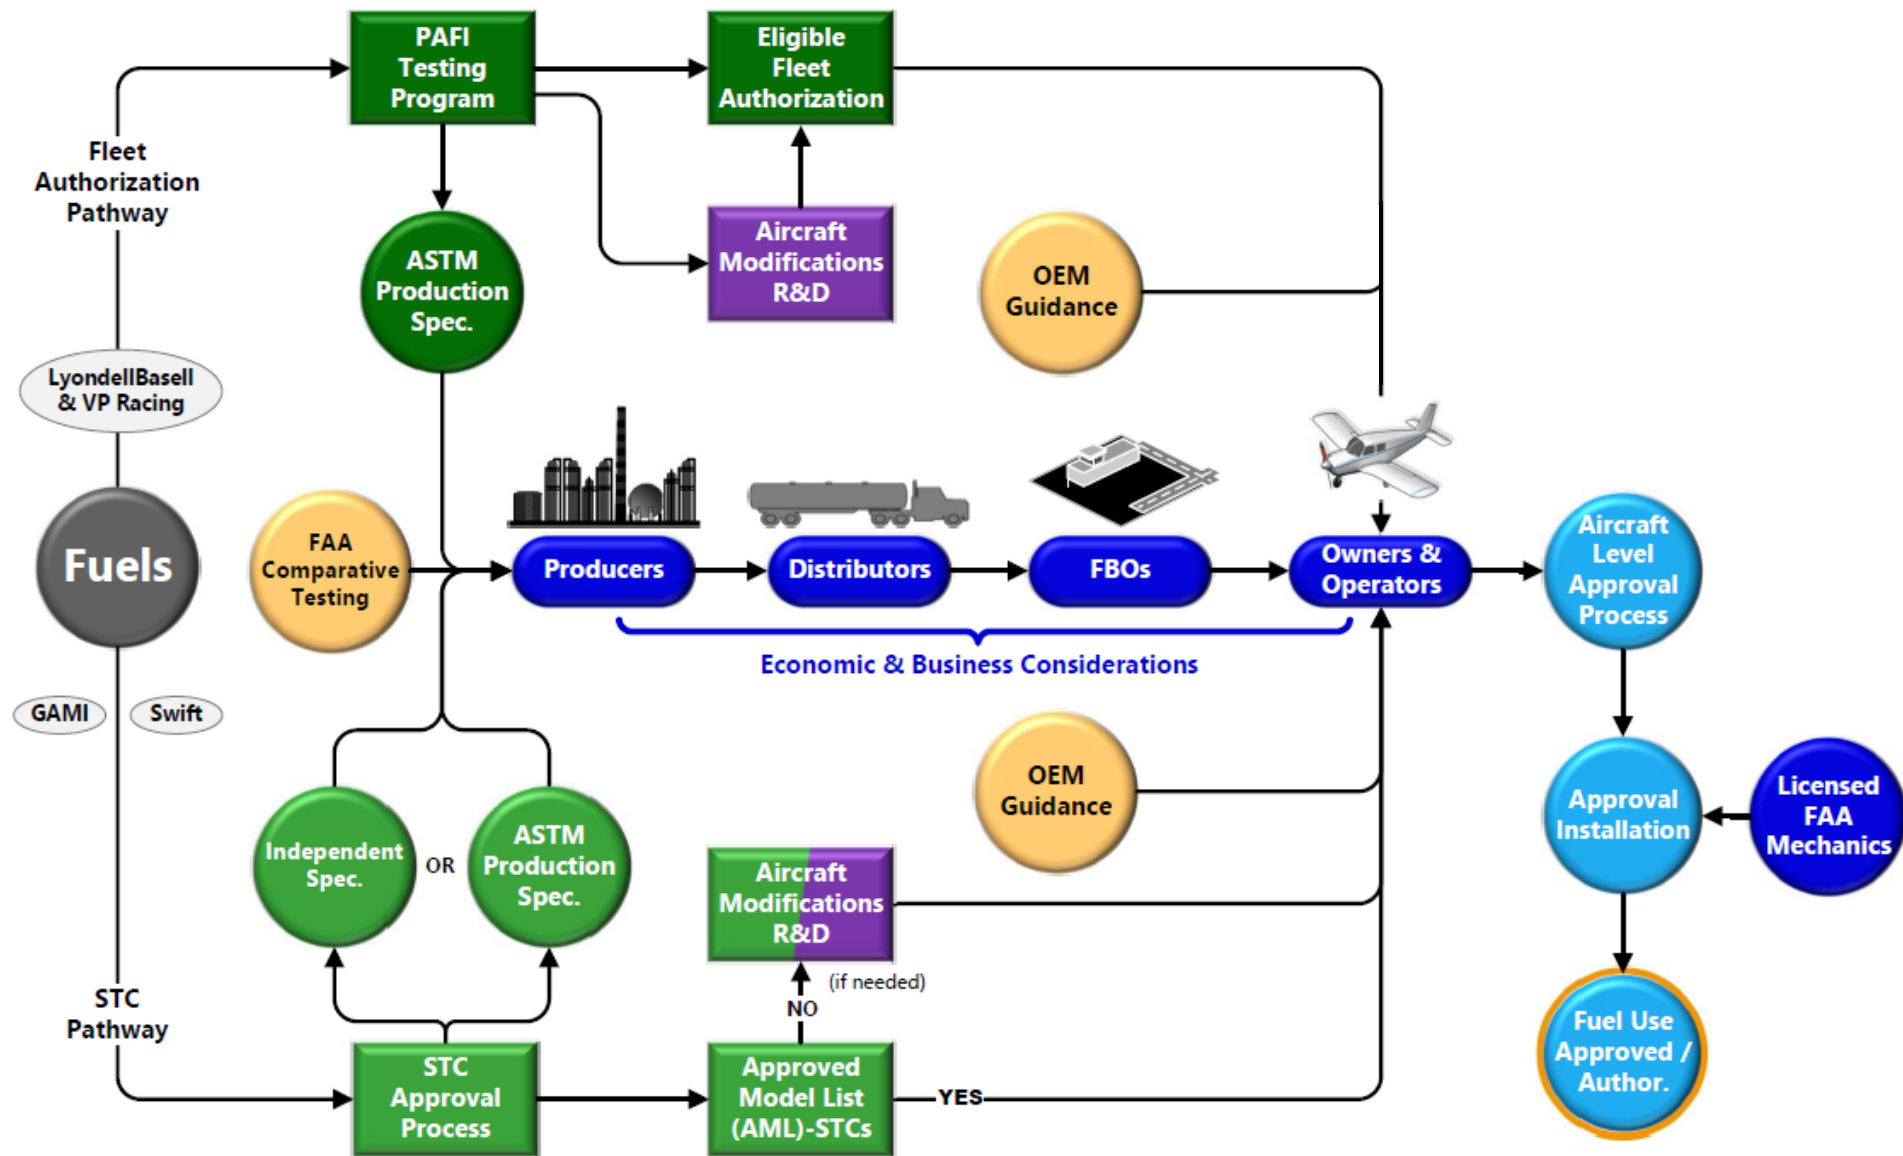 PAFI
Testing
Program
Eligible
Fleet
Authorization
Fleet
Authorization
Pathway
ASTM
Production
Spec.
Aircraft
Modifications
R&D
OEM
Guidance
LyondellBasell
& VP Racing
Fuels
FAA
Comparative
Testing
Producers
Distributors
FBOs
Owners &
Operators
Aircraft
Level
Approval
Process
Economic & Business Considerations
GAMI
Swift
OEM
Guidance
Approval
Installation
Licensed
FAA
Mechanics
Independent
Spec.
OR
ASTM
Production
Spec.
Aircraft
Modifications
R&D
(if needed)
NO
STC
Pathway
STC
Approval
Process
Approved
Model List
(AML)-STCs
YES
Fuel Use
Approved /
Author.